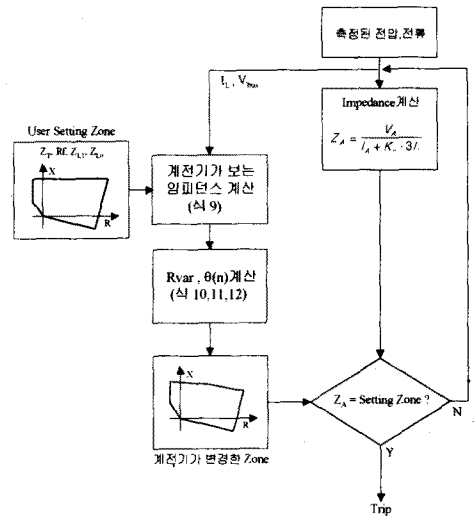 측정된 전압,전류
I_L , V_bus
Impedance계산
Z_A = V_A / (I_A + K_o · 3I_o)
User Setting Zone
Z_T, Rf, Z_L1, Z_Lo
X
R
계전기가 보는
임피던스 계산
(식 9)
Rvar , θ(n)계산
(식 10,11,12)
X
R
계전기가 변경한 Zone
Z_A = Setting Zone ?
N
Y
Trip